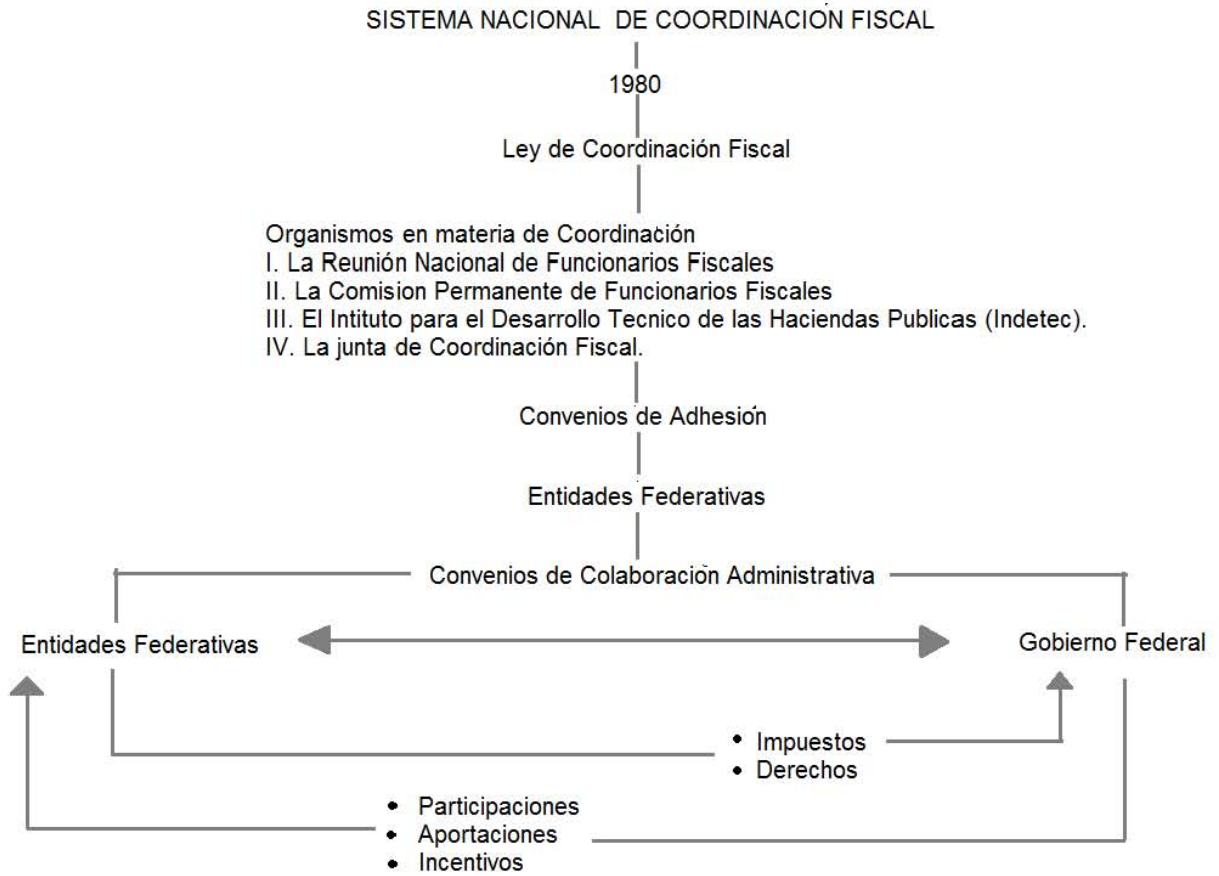 SISTEMA NACIONAL DE COORDINACION FISCAL
1980
Ley de Coordinación Fiscal
Organismos en materia de Coordinación
I. La Reunión Nacional de Funcionarios Fiscales
II. La Comision Permanente de Funcionarios Fiscales
III. El Intituto para el Desarrollo Tecnico de las Haciendas Publicas (Indetec).
IV. La junta de Coordinación Fiscal.
Convenios de Adhesión
Entidades Federativas
Convenios de Colaboración Administrativa
Entidades Federativas
Gobierno Federal
• Impuestos
• Derechos
• Participaciones
• Aportaciones
• Incentivos